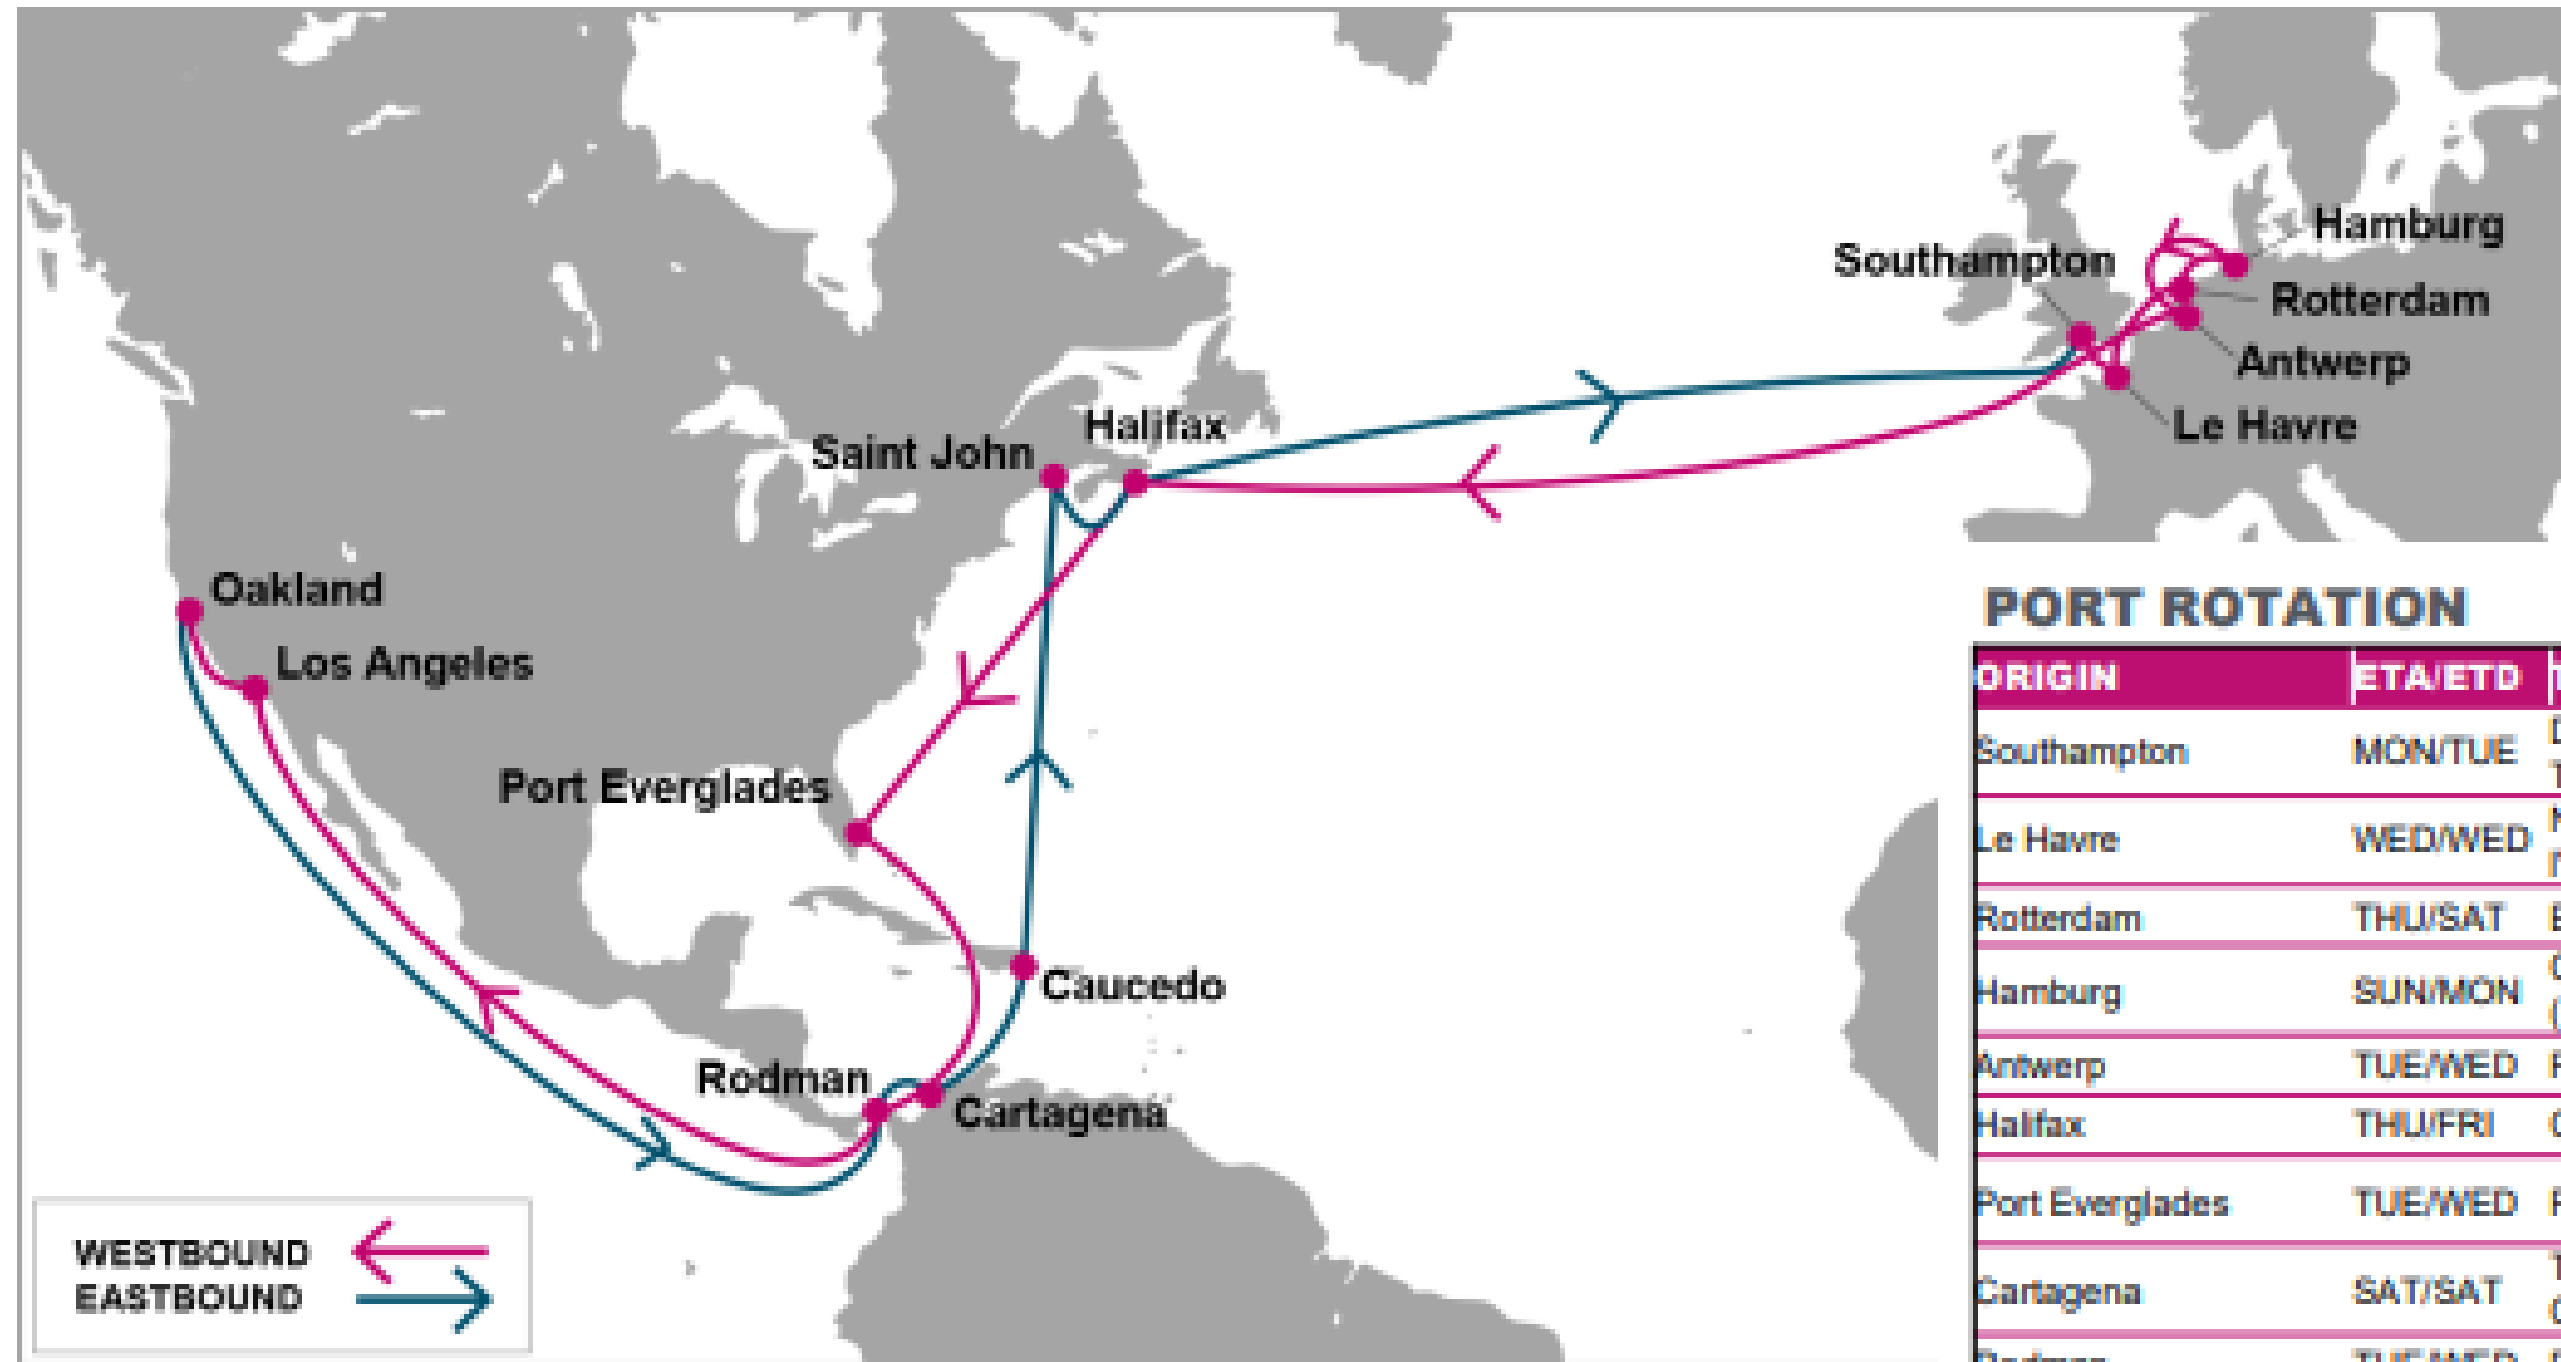 Hamburg
Southampton
Rotterdam
Antwerp
Le Havre
Halifax
Saint John
Oakland
Los Angeles
Port Everglades
Caucedo
Rodman
Cartagena
WESTBOUND
EASTBOUND
PORT ROTATION
ORIGIN ETA/ETD
Southampton MON/TUE
Le Havre WED/WED
Rotterdam THU/SAT
Hamburg SUN/MON
Antwerp TUE/WED
Halifax THU/FRI
Port Everglades TUE/WED
Cartagena SAT/SAT